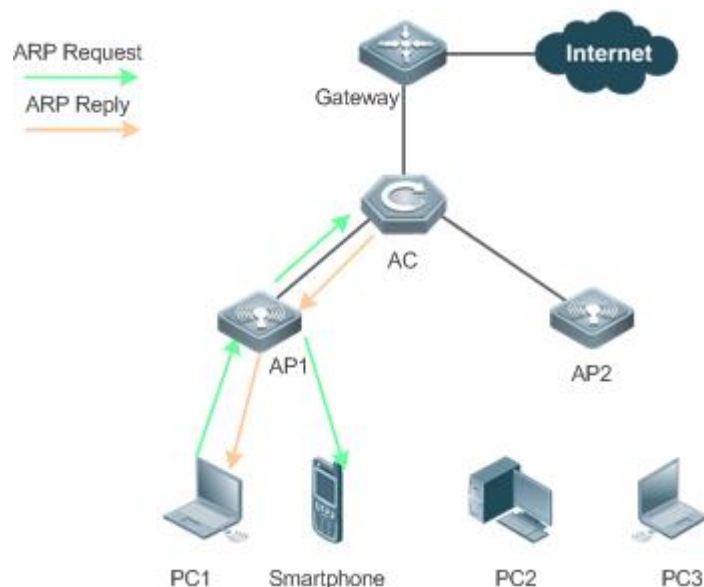 ARP Request
ARP Reply
Internet
Gateway
AC
AP1
AP2
PC1
Smartphone
PC2
PC3